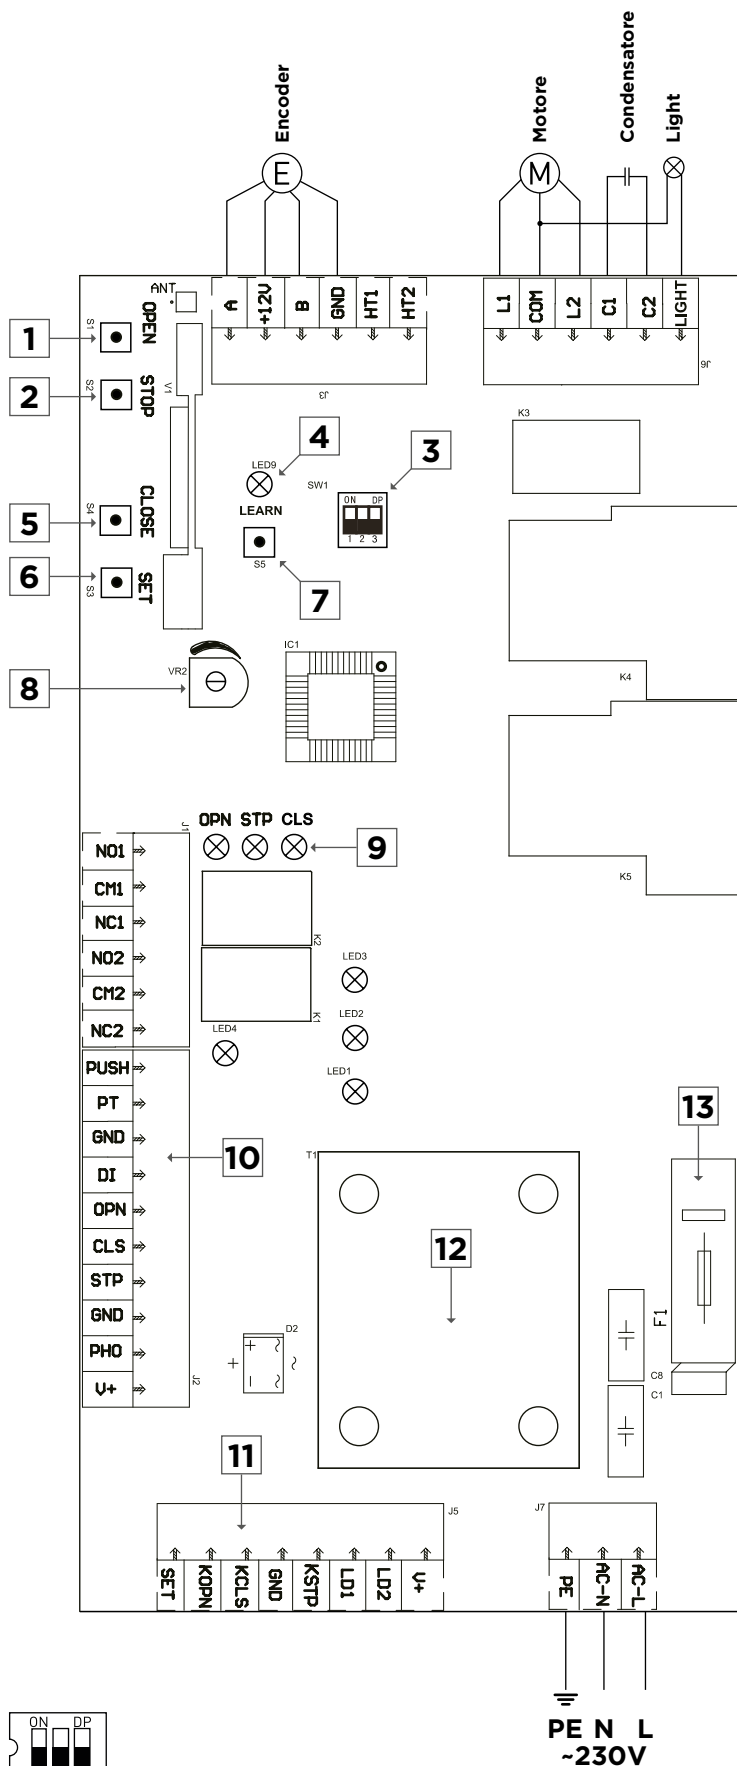 Encoder
Motore
Condensatore
Light
E
M
ANT
A
+12V
B
GND
HT1
HT2
L1
COM
L2
C1
C2
LIGHT
J3
J6
1
S1
OPEN
2
S2
STOP
V1
4
LED9
3
SW1
ON DP
1 2 3
K3
5
S4
CLOSE
LEARN
S5
7
6
S3
SET
8
VR2
IC1
K4
K5
J1
OPN STP CLS
9
NO1
CM1
NC1
NO2
CM2
NC2
K2
K1
LED3
LED2
LED4
LED1
PUSH
PT
GND
DI
OPN
CLS
STP
GND
PHO
V+
J2
10
T1
12
13
F1
D2
+
+ ~
- ~
~
C8
C1
11
J5
SET
KOPN
KCLS
GND
KSTP
LD1
LD2
V+
J7
PE
AC-N
AC-L
PE N L
~230V
ON DP